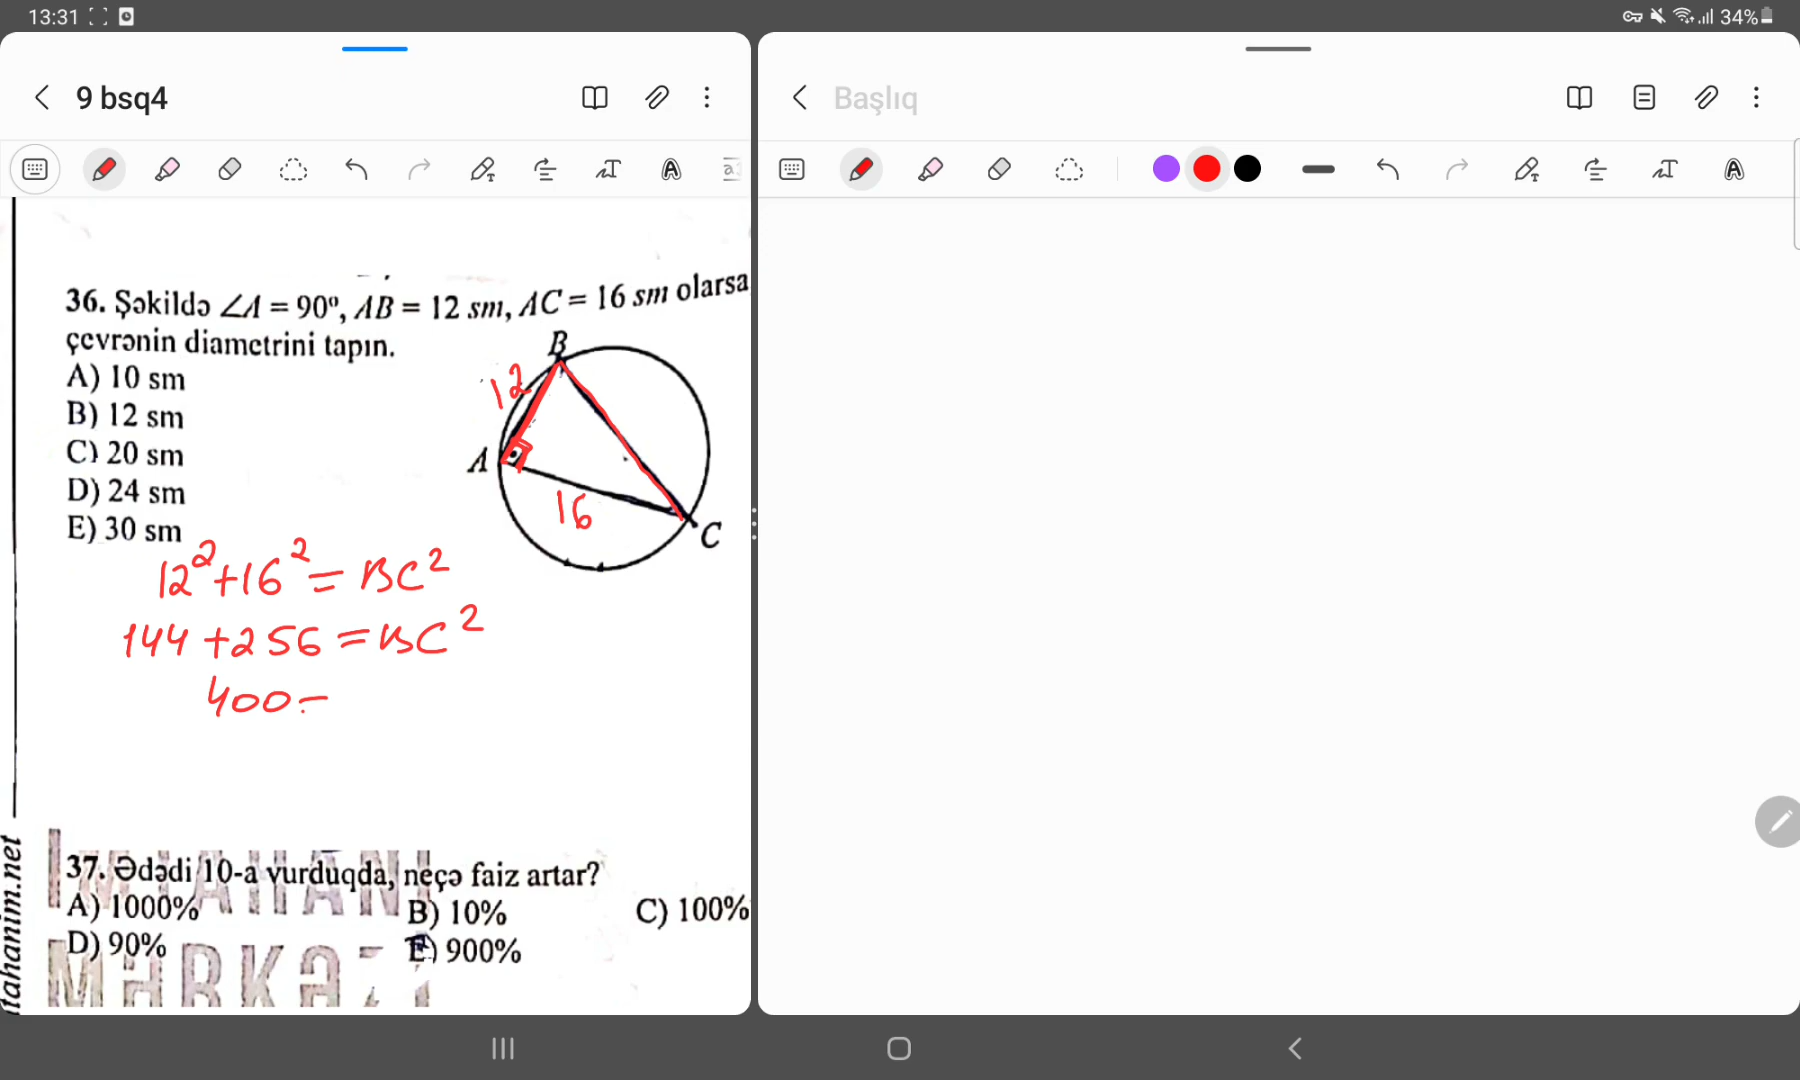 13:31
34%
9 bsq4
Başlıq
36. Şəkildə ∠A = 90º, AB = 12 sm, AC = 16 sm olarsa
çevrənin diametrini tapın.
A) 10 sm
B) 12 sm
C) 20 sm
D) 24 sm
E) 30 sm
B
12
A
16
C
12² + 16² = BC²
144 + 256 = BC²
400 =
37. Ədədi 10-a vurduqda, neçə faiz artar?
A) 1000%
B) 10%
C) 100%
D) 90%
E) 900%
İMTAHAN
MƏRKƏZİ
tahanim.net